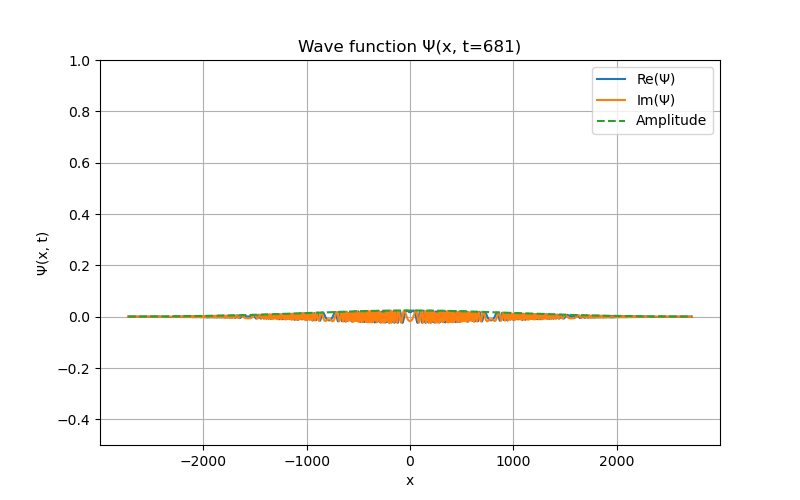 Wave function Ψ(x, t=681)
1.0
0.8
0.6
0.4
0.2
0.0
−0.2
−0.4
Ψ(x, t)
Re(Ψ)
Im(Ψ)
Amplitude
−2000
−1000
0
1000
2000
x